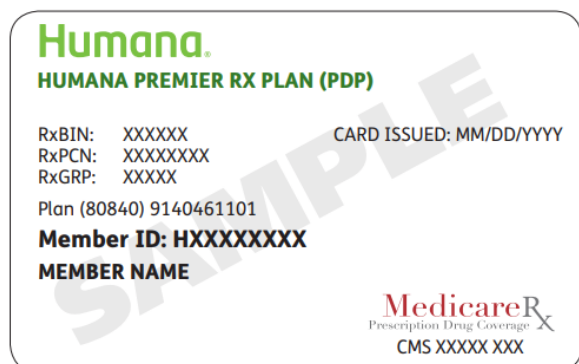 Humana.
HUMANA PREMIER RX PLAN (PDP)
RxBIN: XXXXXX CARD ISSUED: MM/DD/YYYY
RxPCN: XXXXXXXX
RxGRP: XXXXX
Plan (80840) 9140461101
Member ID: HXXXXXXXX
MEMBER NAME
SAMPLE
MedicareRx
Prescription Drug Coverage
CMS XXXXX XXX